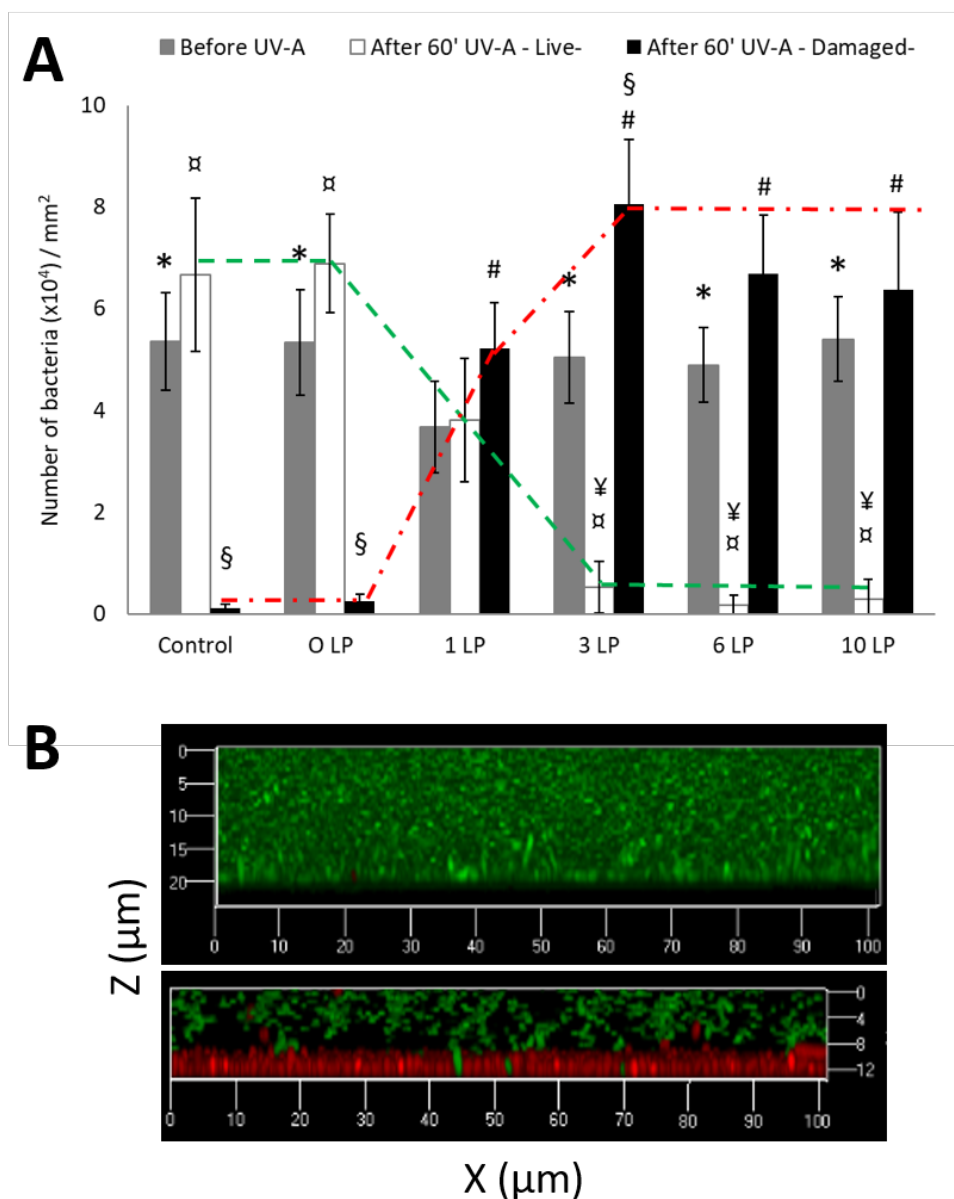 A
Before UV-A After 60' UV-A - Live- After 60' UV-A - Damaged-
Number of bacteria (x10⁴) / mm²
10
8
6
4
2
0
* ¤ §
* ¤ §
#
* ¥ ¤ § #
* ¥ ¤ #
* ¥ ¤ #
Control O LP 1 LP 3 LP 6 LP 10 LP
B
Z (µm)
0
5
10
15
20
0 10 20 30 40 50 60 70 80 90 100
0
4
8
12
0 10 20 30 40 50 60 70 80 90 100
X (µm)